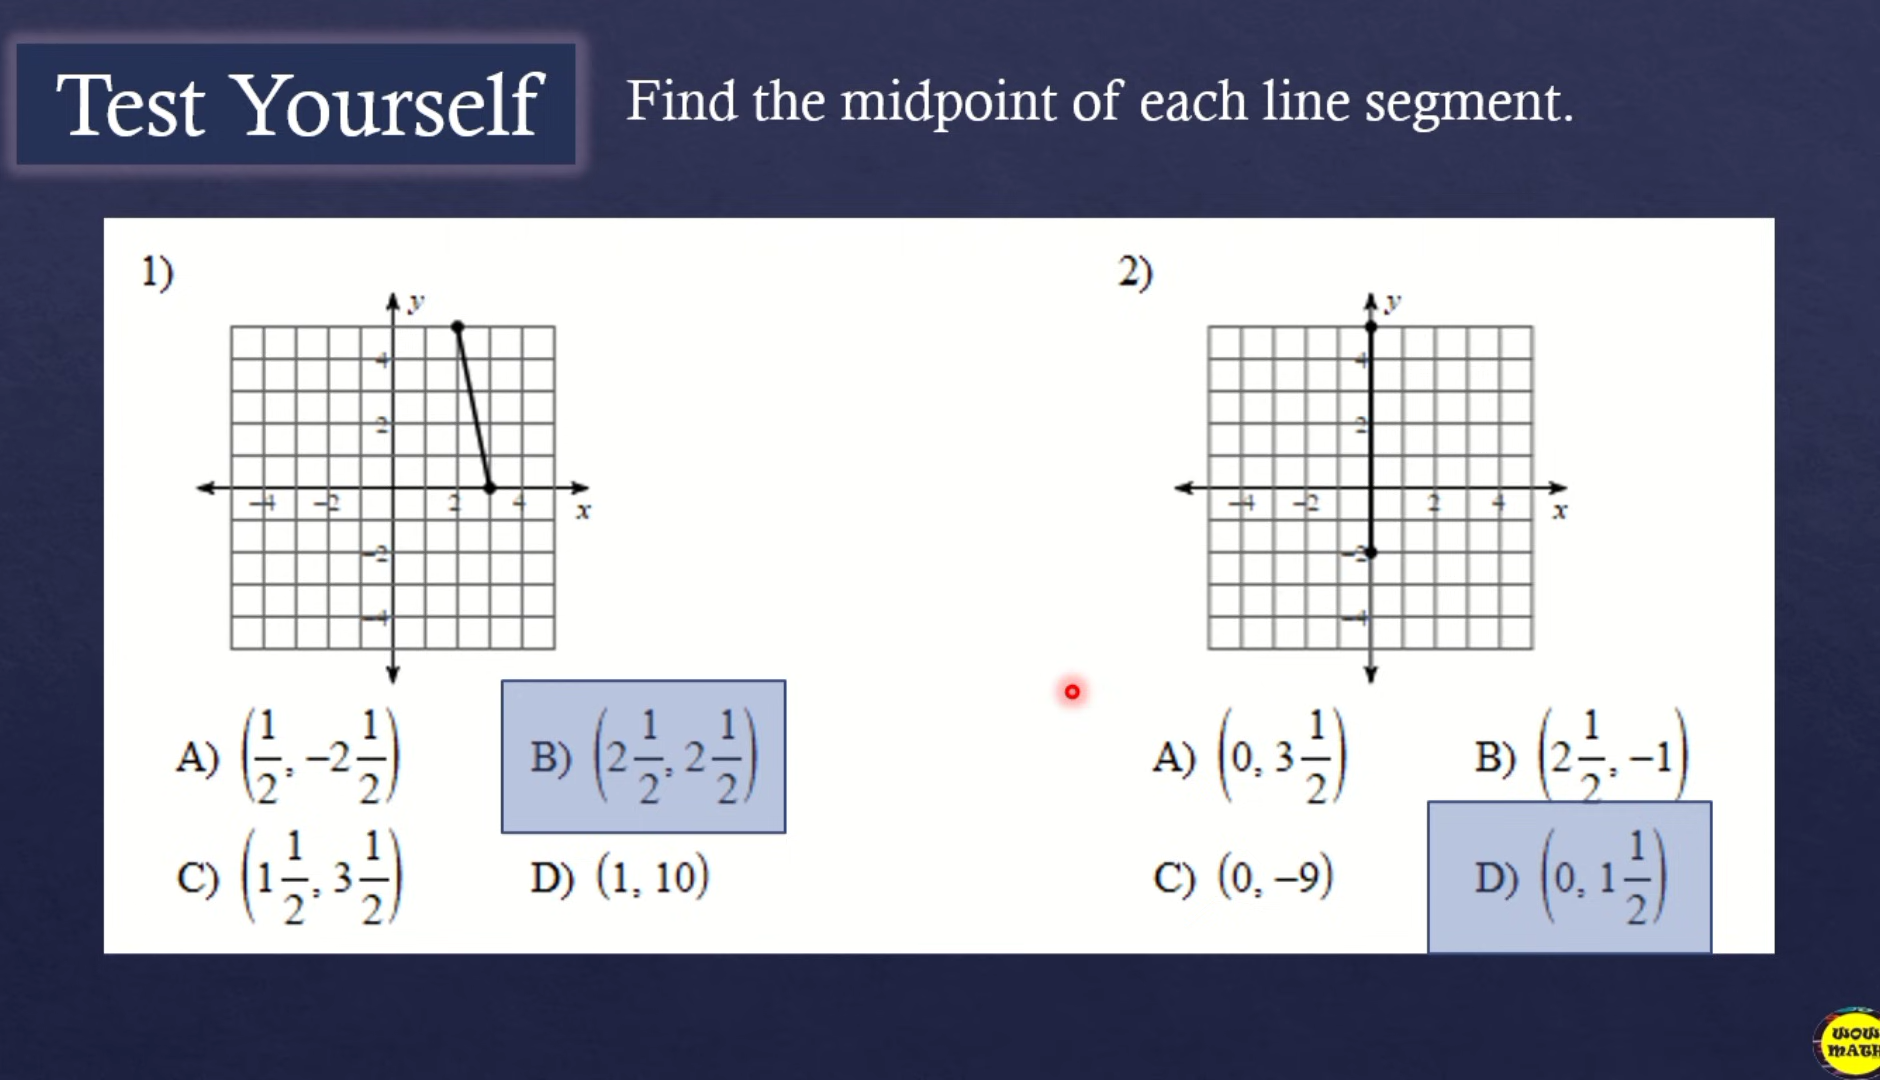 Test Yourself
Find the midpoint of each line segment.
1)
y
4
2
−4 −2 2 4
x
−2
−4
A) (1/2, −2 1/2)
B) (2 1/2, 2 1/2)
C) (1 1/2, 3 1/2)
D) (1, 10)
2)
y
4
2
−4 −2 2 4
x
−2
−4
A) (0, 3 1/2)
B) (2 1/2, −1)
C) (0, −9)
D) (0, 1 1/2)
WOW
MATH